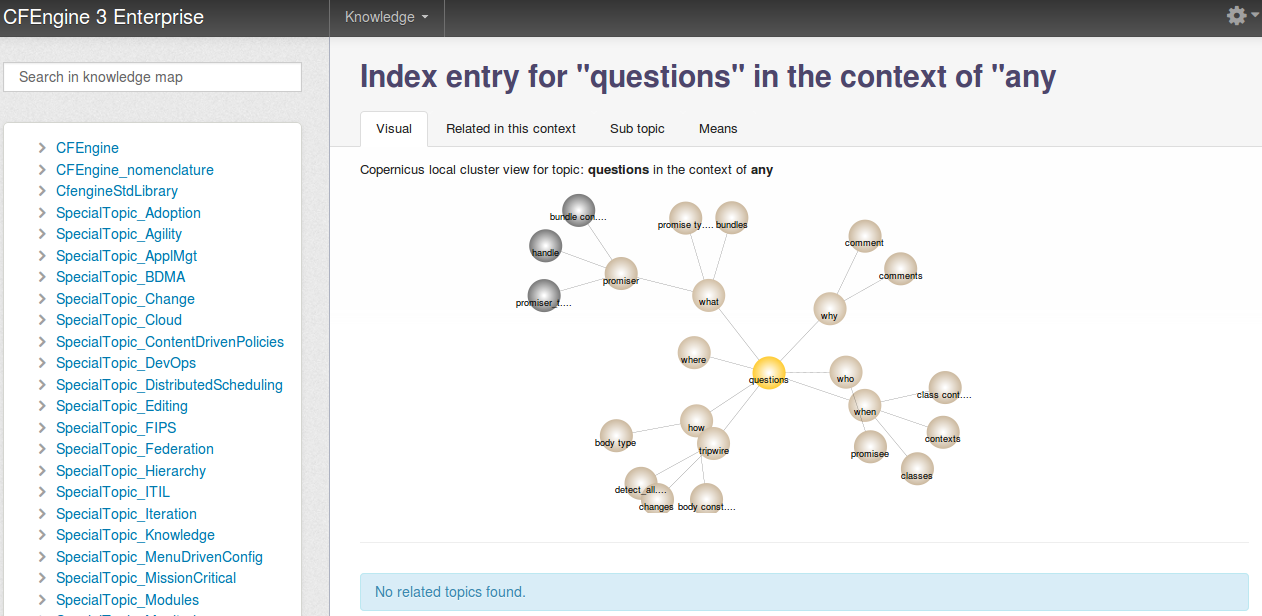 CFEngine 3 Enterprise
Knowledge
Search in knowledge map
CFEngine
CFEngine_nomenclature
CfengineStdLibrary
SpecialTopic_Adoption
SpecialTopic_Agility
SpecialTopic_ApplMgt
SpecialTopic_BDMA
SpecialTopic_Change
SpecialTopic_Cloud
SpecialTopic_ContentDrivenPolicies
SpecialTopic_DevOps
SpecialTopic_DistributedScheduling
SpecialTopic_Editing
SpecialTopic_FIPS
SpecialTopic_Federation
SpecialTopic_Hierarchy
SpecialTopic_ITIL
SpecialTopic_Iteration
SpecialTopic_Knowledge
SpecialTopic_MenuDrivenConfig
SpecialTopic_MissionCritical
SpecialTopic_Modules
Index entry for "questions" in the context of "any
Visual Related in this context Sub topic Means
Copernicus local cluster view for topic: questions in the context of any
bundle con....
promise ty.... bundles
comment
handle
comments
promiser
promiser_t....
what
why
where
questions
who
class cont....
when
how
contexts
body type
tripwire
promisee
classes
detect_all....
changes
body const....
No related topics found.